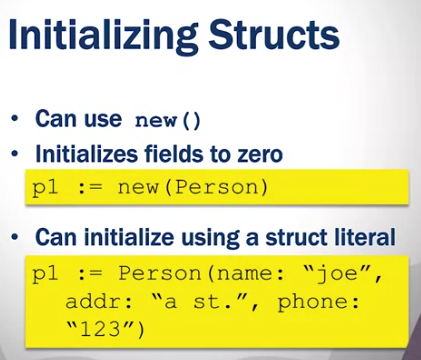 Initializing Structs
• Can use new()
• Initializes fields to zero
p1 := new(Person)
• Can initialize using a struct literal
p1 := Person(name: “joe”,
addr: “a st.”, phone:
“123”)